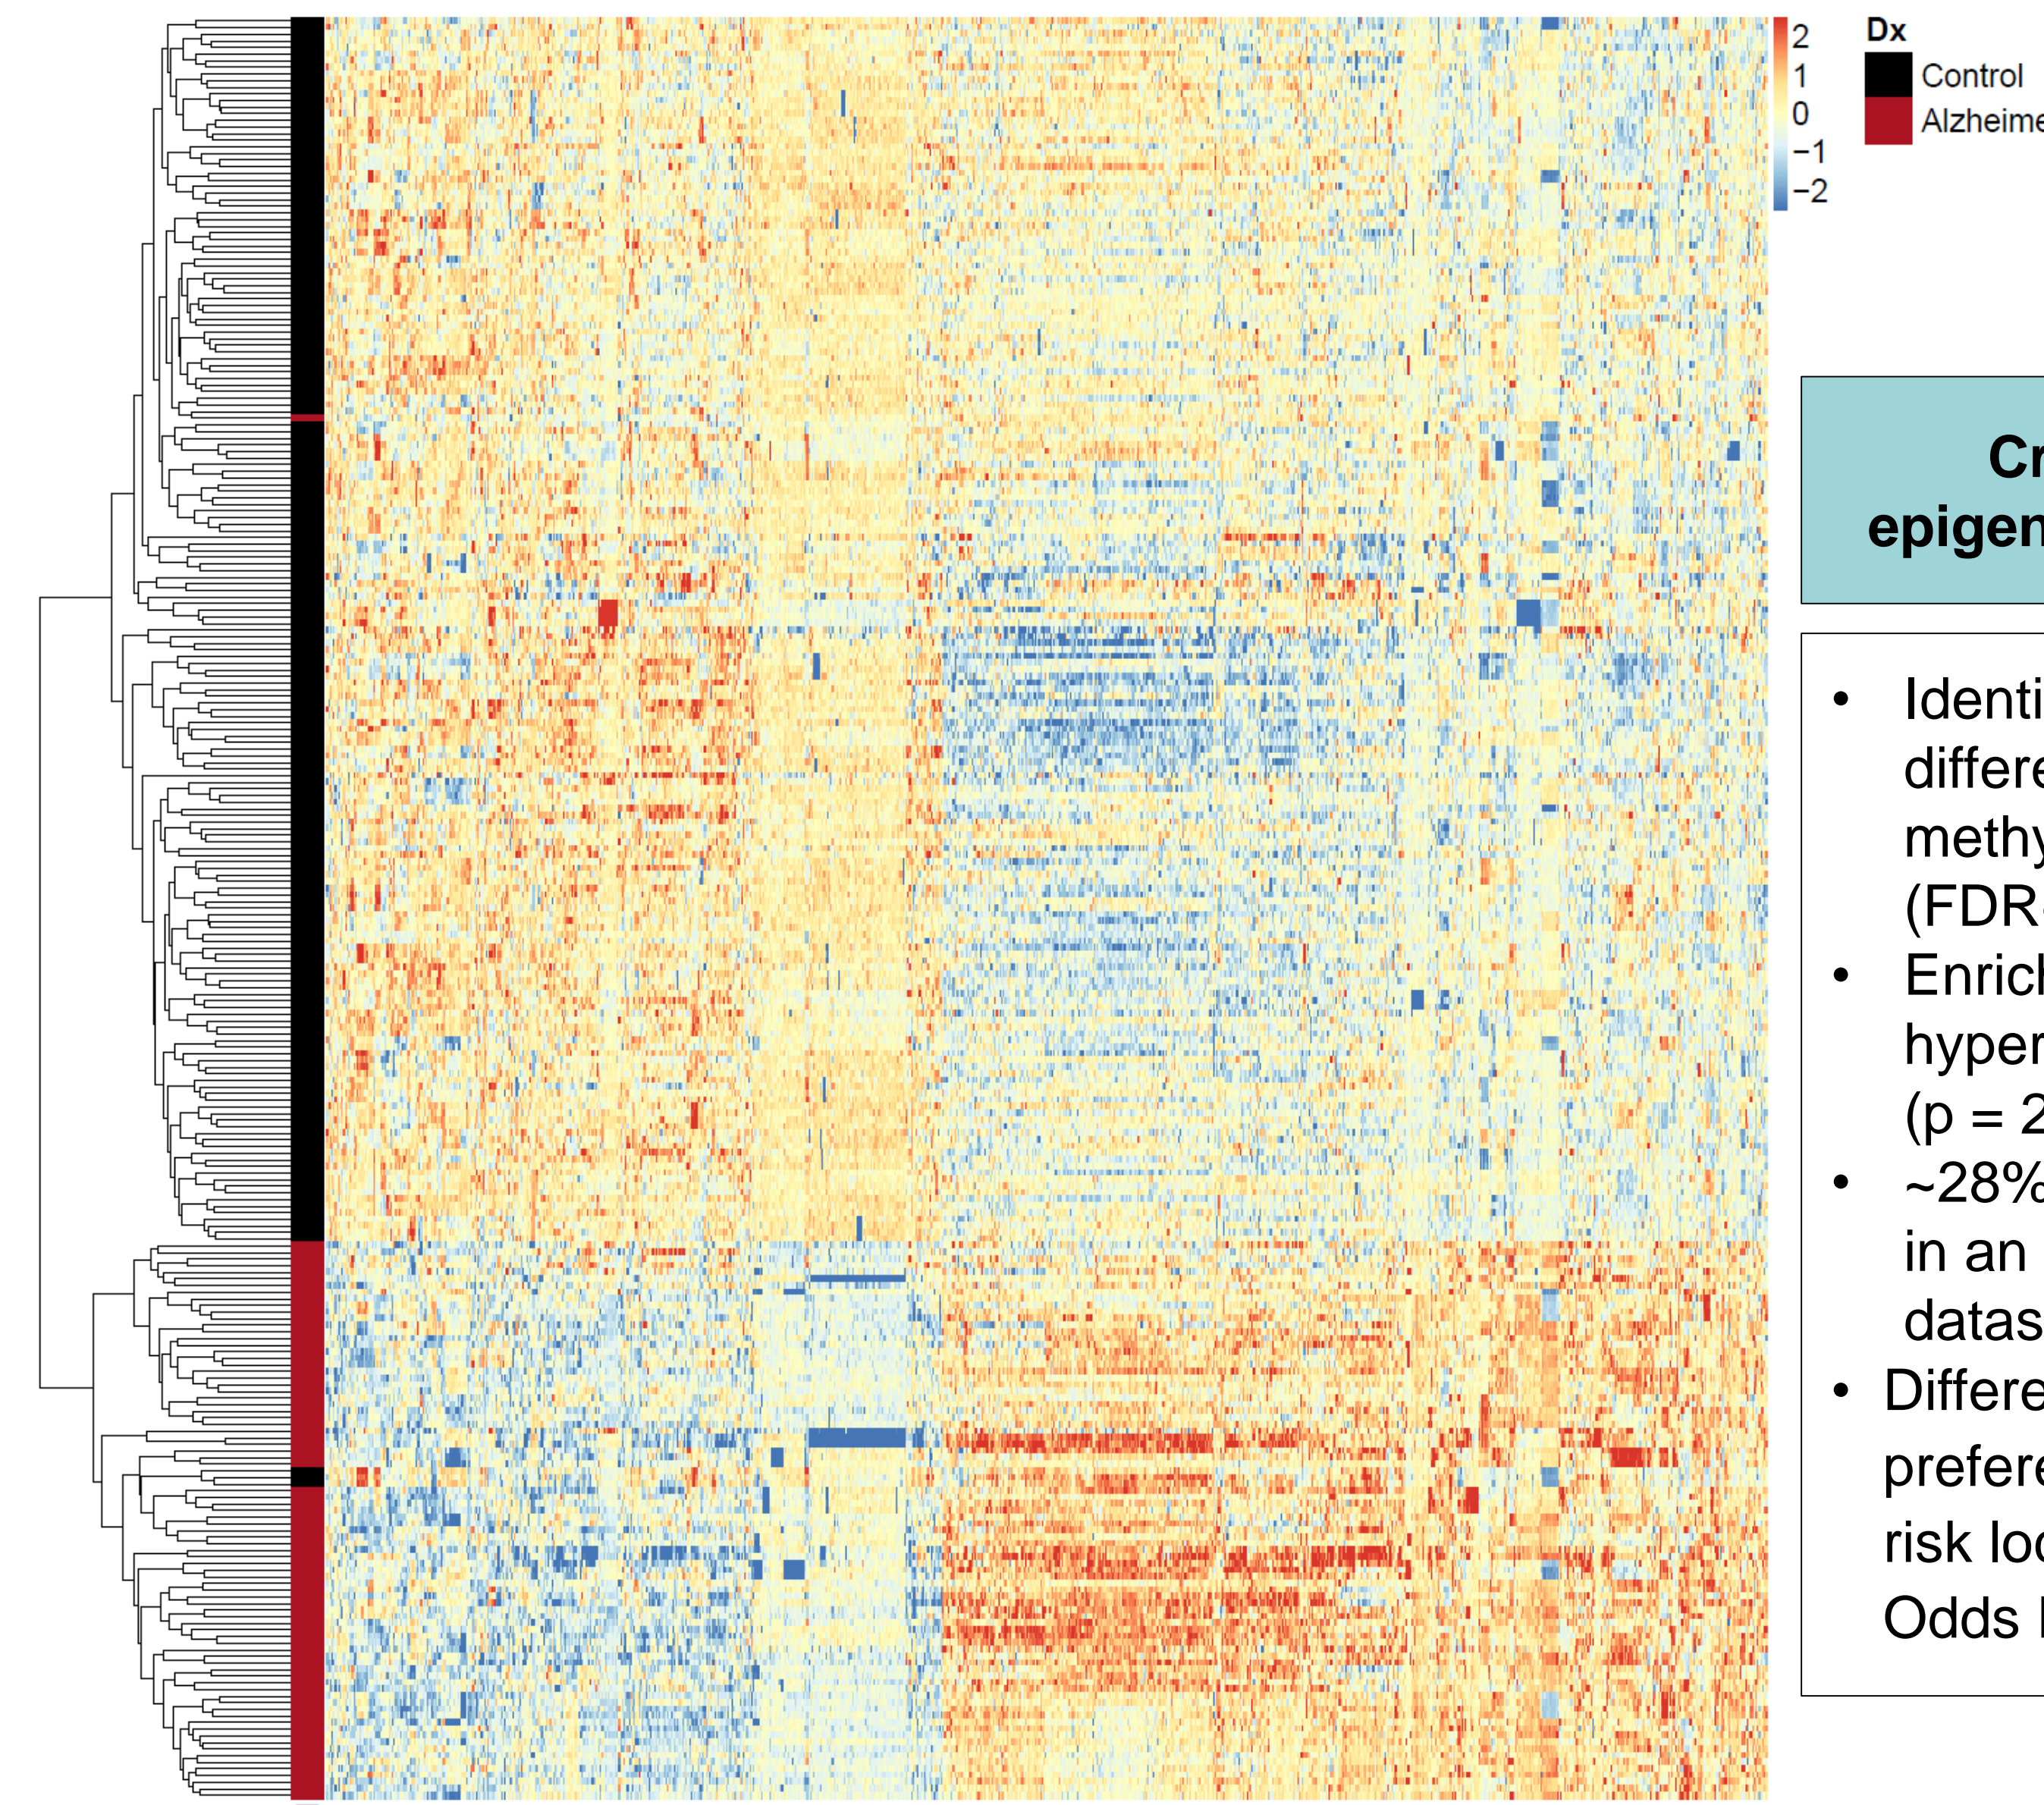 2
1
0
−1
−2
Dx
Control
Alzheime
Cr
epigen
• Identi
differe
methy
(FDR
• Enrich
hyper
(p = 2
• ~28%
in an
datas
• Differe
prefere
risk loc
Odds